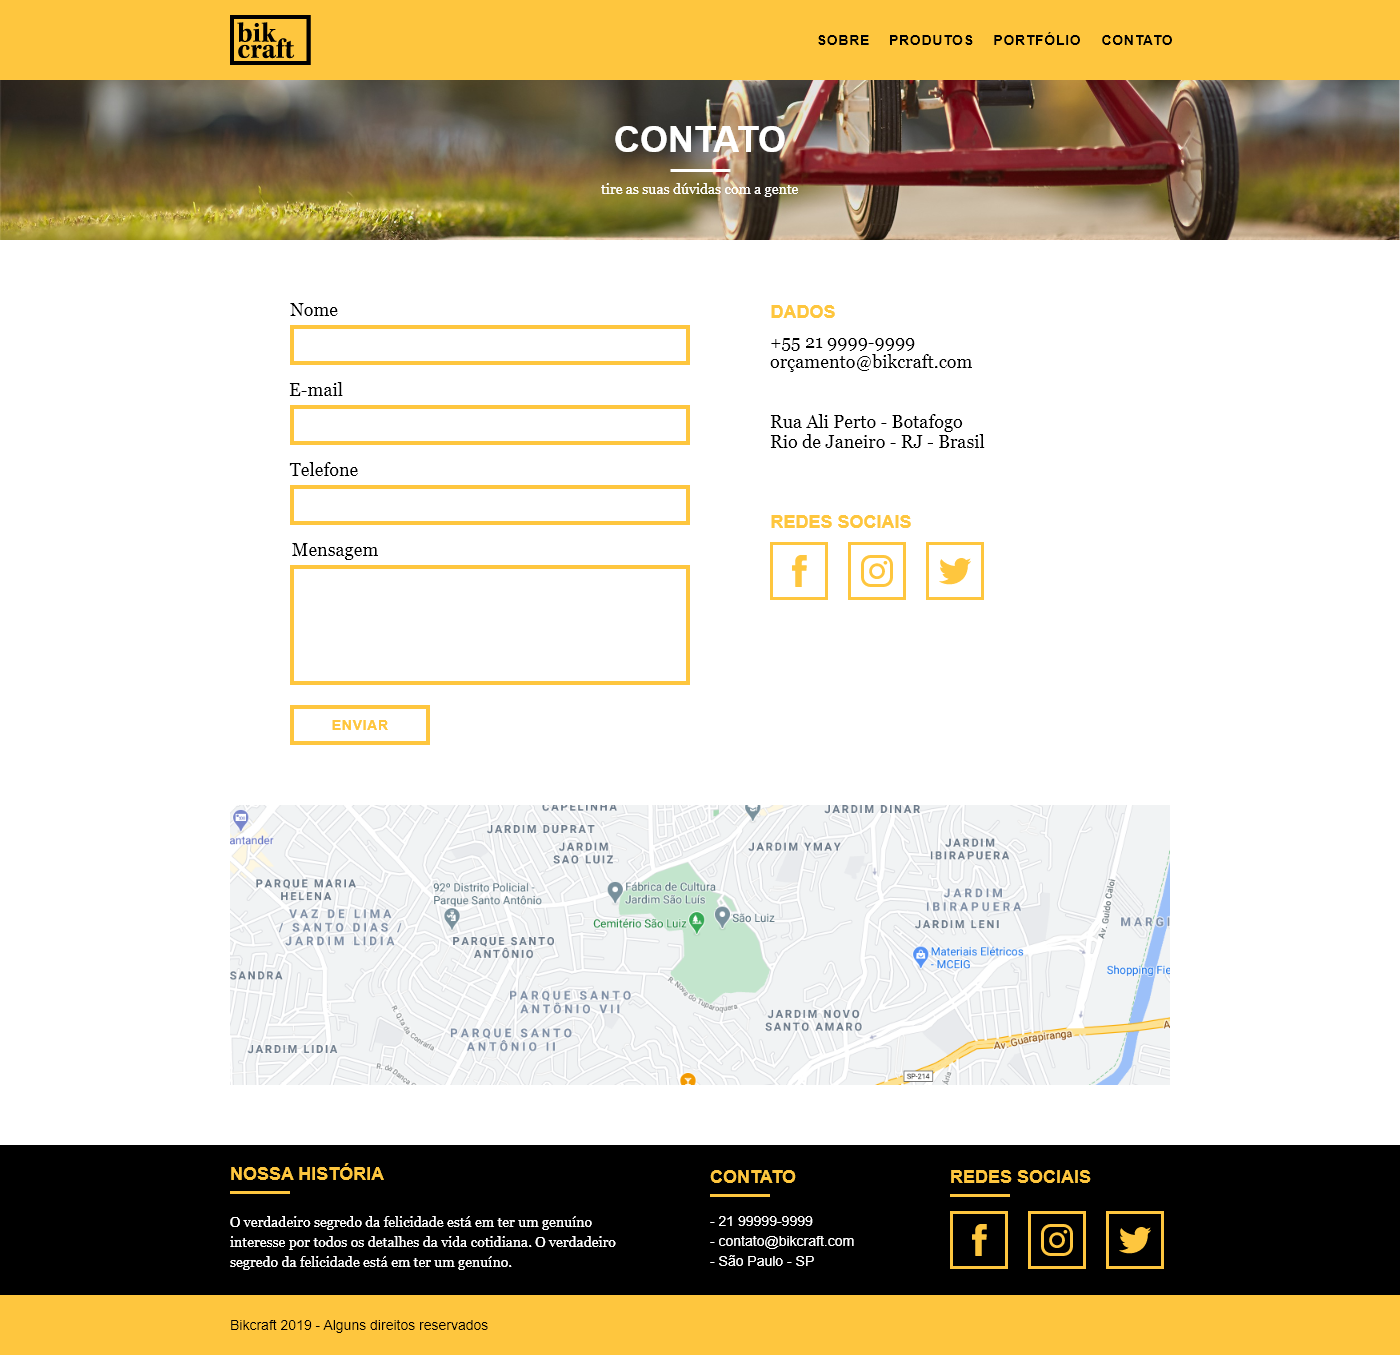 bik
craft
SOBRE PRODUTOS PORTFÓLIO CONTATO
CONTATO
tire as suas dúvidas com a gente
Nome
E-mail
Telefone
Mensagem
ENVIAR
DADOS
+55 21 9999-9999
orçamento@bikcraft.com
Rua Ali Perto - Botafogo
Rio de Janeiro - RJ - Brasil
REDES SOCIAIS
CAPELINHA
JARDIM DINAR
antander
JARDIM DUPRAT
JARDIM
SAO LUIZ
JARDIM YMAY
JARDIM
IBIRAPUERA
PARQUE MARIA
HELENA
92º Distrito Policial -
Parque Santo Antônio
Fábrica de Cultura
Jardim São Luís
JARDIM
IBIRAPUERA
Av. Guido Caloi
VAZ DE LIMA
/ SANTO DIAS /
JARDIM LIDIA
Cemitério São Luiz
São Luiz
JARDIM LENI
MARGI
PARQUE SANTO
ANTÔNIO
Materiais Elétricos
- MCEIG
SANDRA
Shopping Fie
R. Nova do Tuparoquera
PARQUE SANTO
ANTÔNIO VII
JARDIM NOVO
SANTO AMARO
R. Q1a da Conraria
PARQUE SANTO
ANTÔNIO II
Av. Guarapiranga
A
JARDIM LIDIA
R. de Dança
SP-214
Ária
NOSSA HISTÓRIA
O verdadeiro segredo da felicidade está em ter um genuíno
interesse por todos os detalhes da vida cotidiana. O verdadeiro
segredo da felicidade está em ter um genuíno.
CONTATO
- 21 99999-9999
- contato@bikcraft.com
- São Paulo - SP
REDES SOCIAIS
Bikcraft 2019 - Alguns direitos reservados